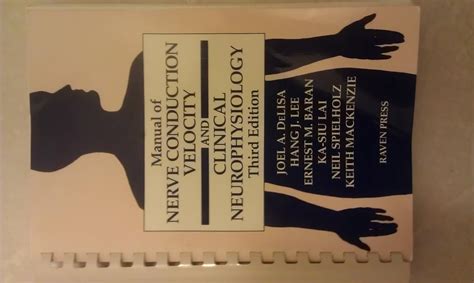 Manual of
NERVE CONDUCTION
VELOCITY
AND
CLINICAL
NEUROPHYSIOLOGY
Third Edition
JOEL A. DELISA
HANG J. LEE
ERNEST M. BARAN
KA-SIU LAI
NEIL SPIELHOLZ
KEITH MACKENZIE
RAVEN PRESS